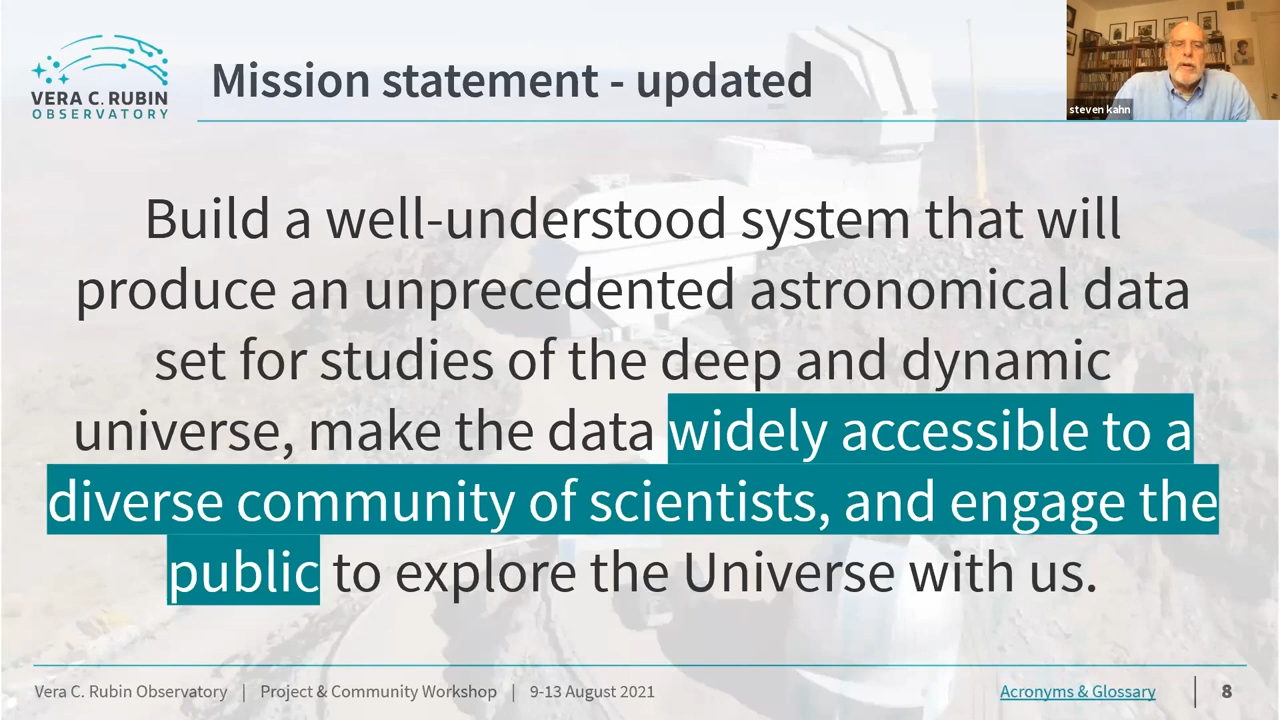 VERA C. RUBIN
OBSERVATORY
Mission statement - updated
steven kahn
Build a well-understood system that will
produce an unprecedented astronomical data
set for studies of the deep and dynamic
universe, make the data widely accessible to a
diverse community of scientists, and engage the
public to explore the Universe with us.
Vera C. Rubin Observatory | Project & Community Workshop | 9-13 August 2021
Acronyms & Glossary | 8